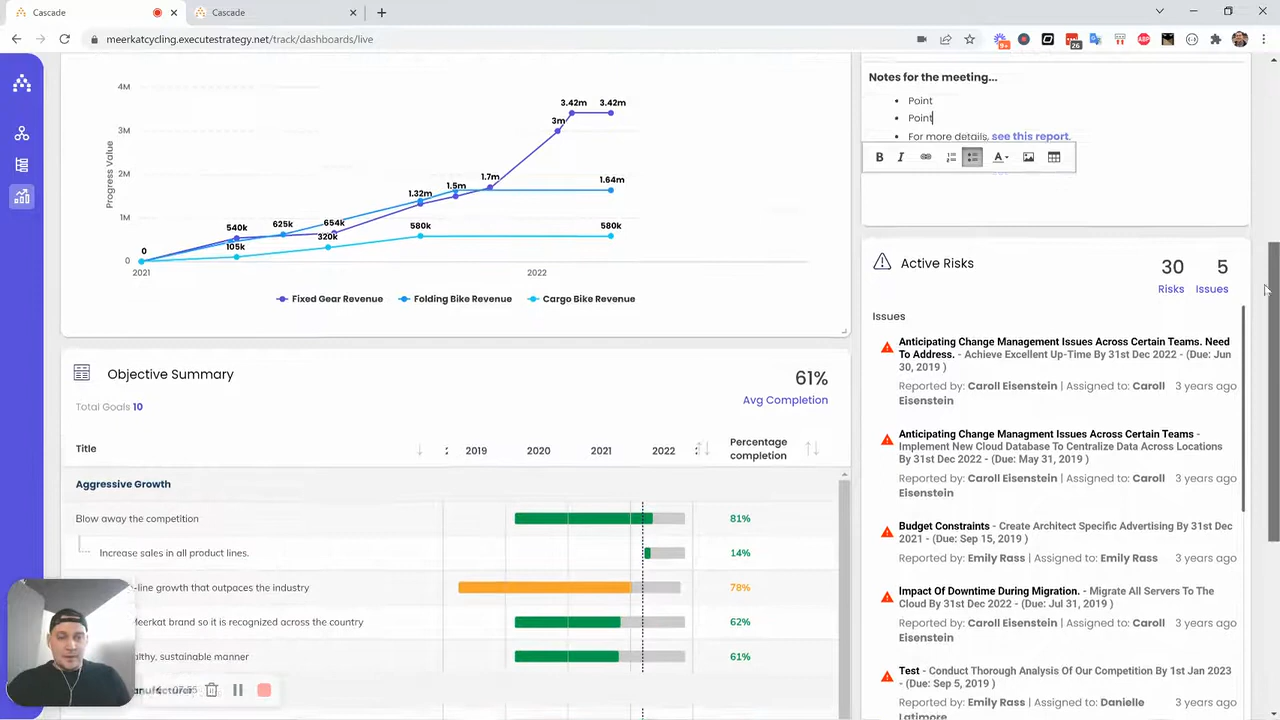 Cascade
Cascade
meerkatcycling.executestrategy.net/track/dashboards/live
9+
26
ABP
Progress Value
4M
3M
2M
1M
0
0
540k
105k
625k
654k
320k
1.32m
580k
1.5m
1.7m
3m
3.42m
3.42m
1.64m
580k
2021
2022
Fixed Gear Revenue
Folding Bike Revenue
Cargo Bike Revenue
Objective Summary
61%
Avg Completion
Total Goals 10
Title
2019
2020
2021
2022
Percentage
completion
Aggressive Growth
Blow away the competition
81%
Increase sales in all product lines.
14%
-line growth that outpaces the industry
78%
Meerkat brand so it is recognized across the country
62%
althy, sustainable manner
61%
Notes for the meeting...
• Point
• Point
• For more details, see this report.
B I A
Active Risks
30
Risks
5
Issues
Issues
Anticipating Change Management Issues Across Certain Teams. Need
To Address. - Achieve Excellent Up-Time By 31st Dec 2022 - (Due: Jun
30, 2019 )
Reported by: Caroll Eisenstein | Assigned to: Caroll
Eisenstein
3 years ago
Anticipating Change Managment Issues Across Certain Teams -
Implement New Cloud Database To Centralize Data Across Locations
By 31st Dec 2022 - (Due: May 31, 2019 )
Reported by: Caroll Eisenstein | Assigned to: Caroll
Eisenstein
3 years ago
Budget Constraints - Create Architect Specific Advertising By 31st Dec
2021 - (Due: Sep 15, 2019 )
Reported by: Emily Rass | Assigned to: Emily Rass
3 years ago
Impact Of Downtime During Migration. - Migrate All Servers To The
Cloud By 31st Dec 2022 - (Due: Jul 31, 2019 )
Reported by: Caroll Eisenstein | Assigned to: Caroll
Eisenstein
3 years ago
Test - Conduct Thorough Analysis Of Our Competition By 1st Jan 2023
- (Due: Sep 5, 2019 )
Reported by: Emily Rass | Assigned to: Danielle
Latimore
3 years ago